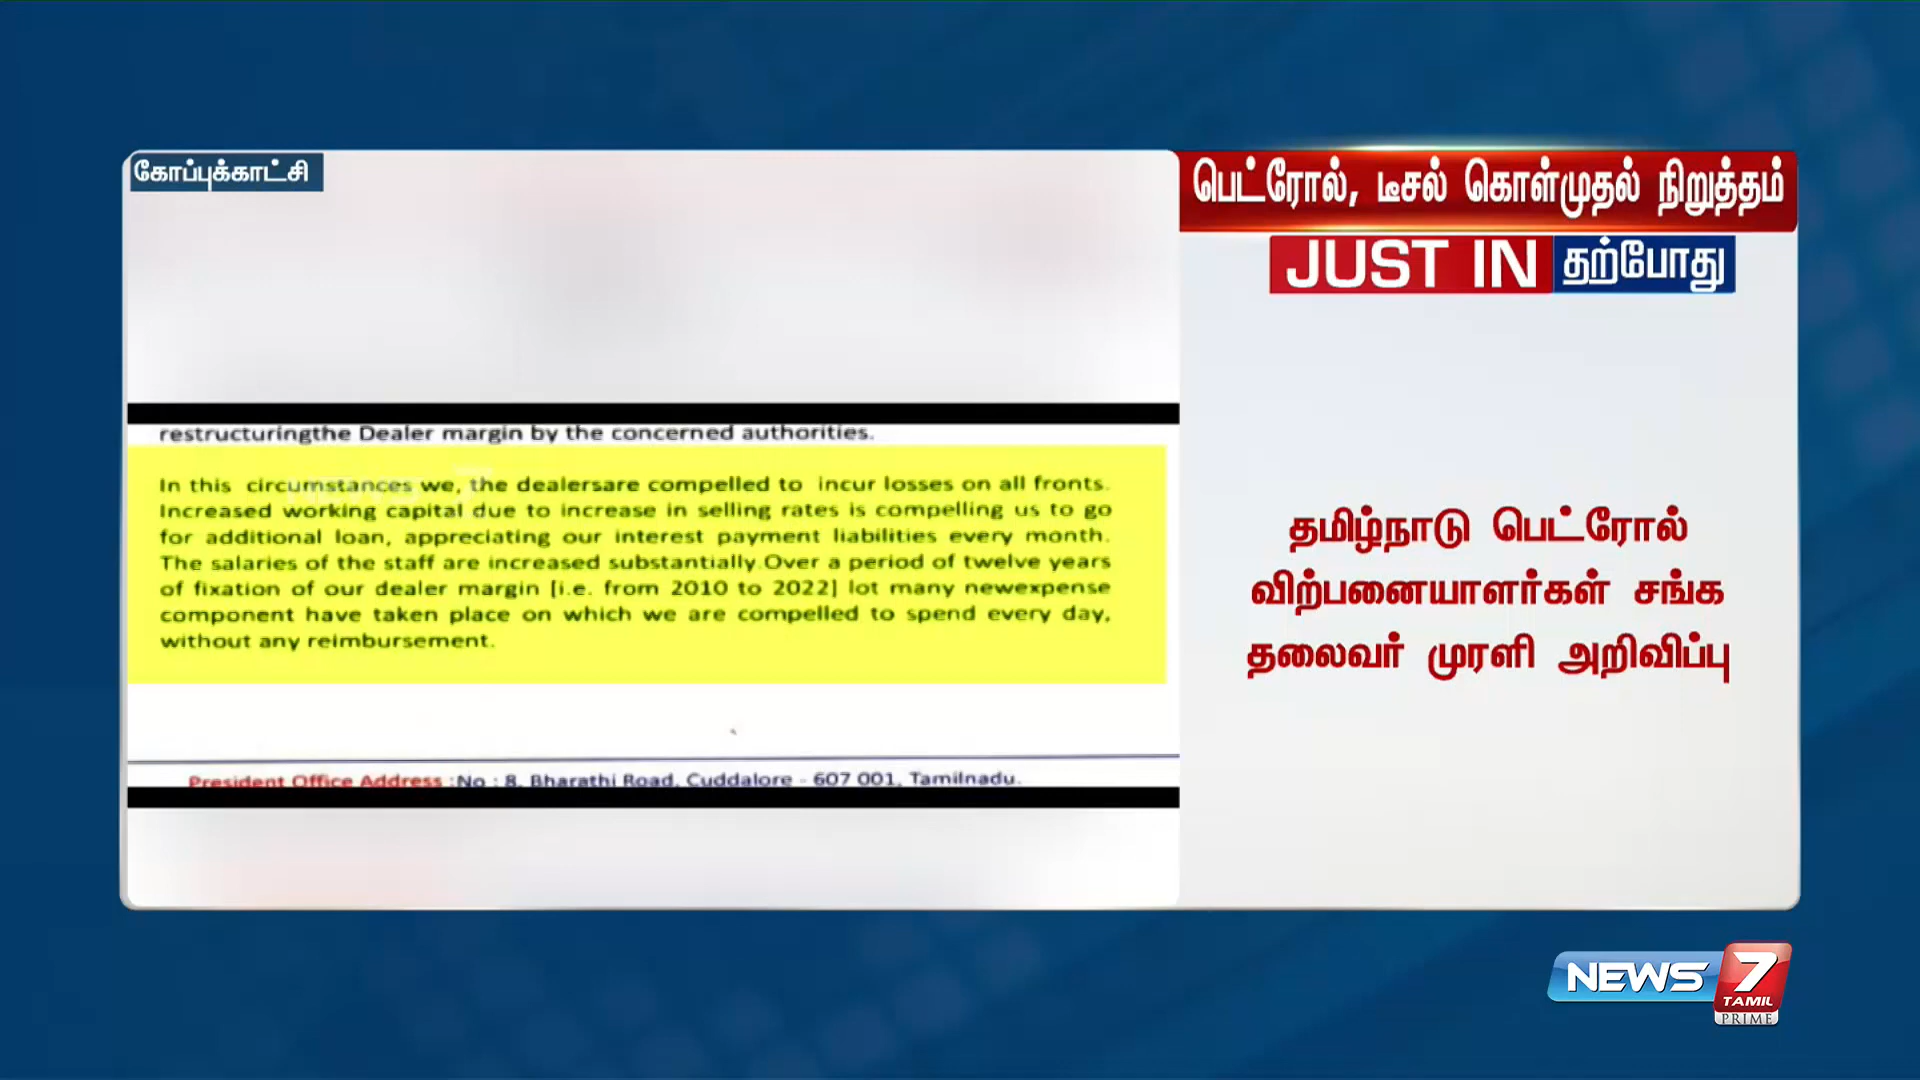 கோப்புக்காட்சி
restructuringthe Dealer margin by the concerned authorities.
In this circumstances we, the dealersare compelled to incur losses on all fronts.
Increased working capital due to increase in selling rates is compelling us to go
for additional loan, appreciating our interest payment liabilities every month.
The salaries of the staff are increased substantially.Over a period of twelve years
of fixation of our dealer margin [i.e. from 2010 to 2022] lot many newexpense
component have taken place on which we are compelled to spend every day,
without any reimbursement.
President Office Address : No : 8, Bharathi Road, Cuddalore - 607 001, Tamilnadu.
பெட்ரோல், டீசல் கொள்முதல் நிறுத்தம்
JUST IN தற்போது
தமிழ்நாடு பெட்ரோல்
விற்பனையாளர்கள் சங்க
தலைவர் முரளி அறிவிப்பு
NEWS 7
TAMIL
PRIME
NEWS 7